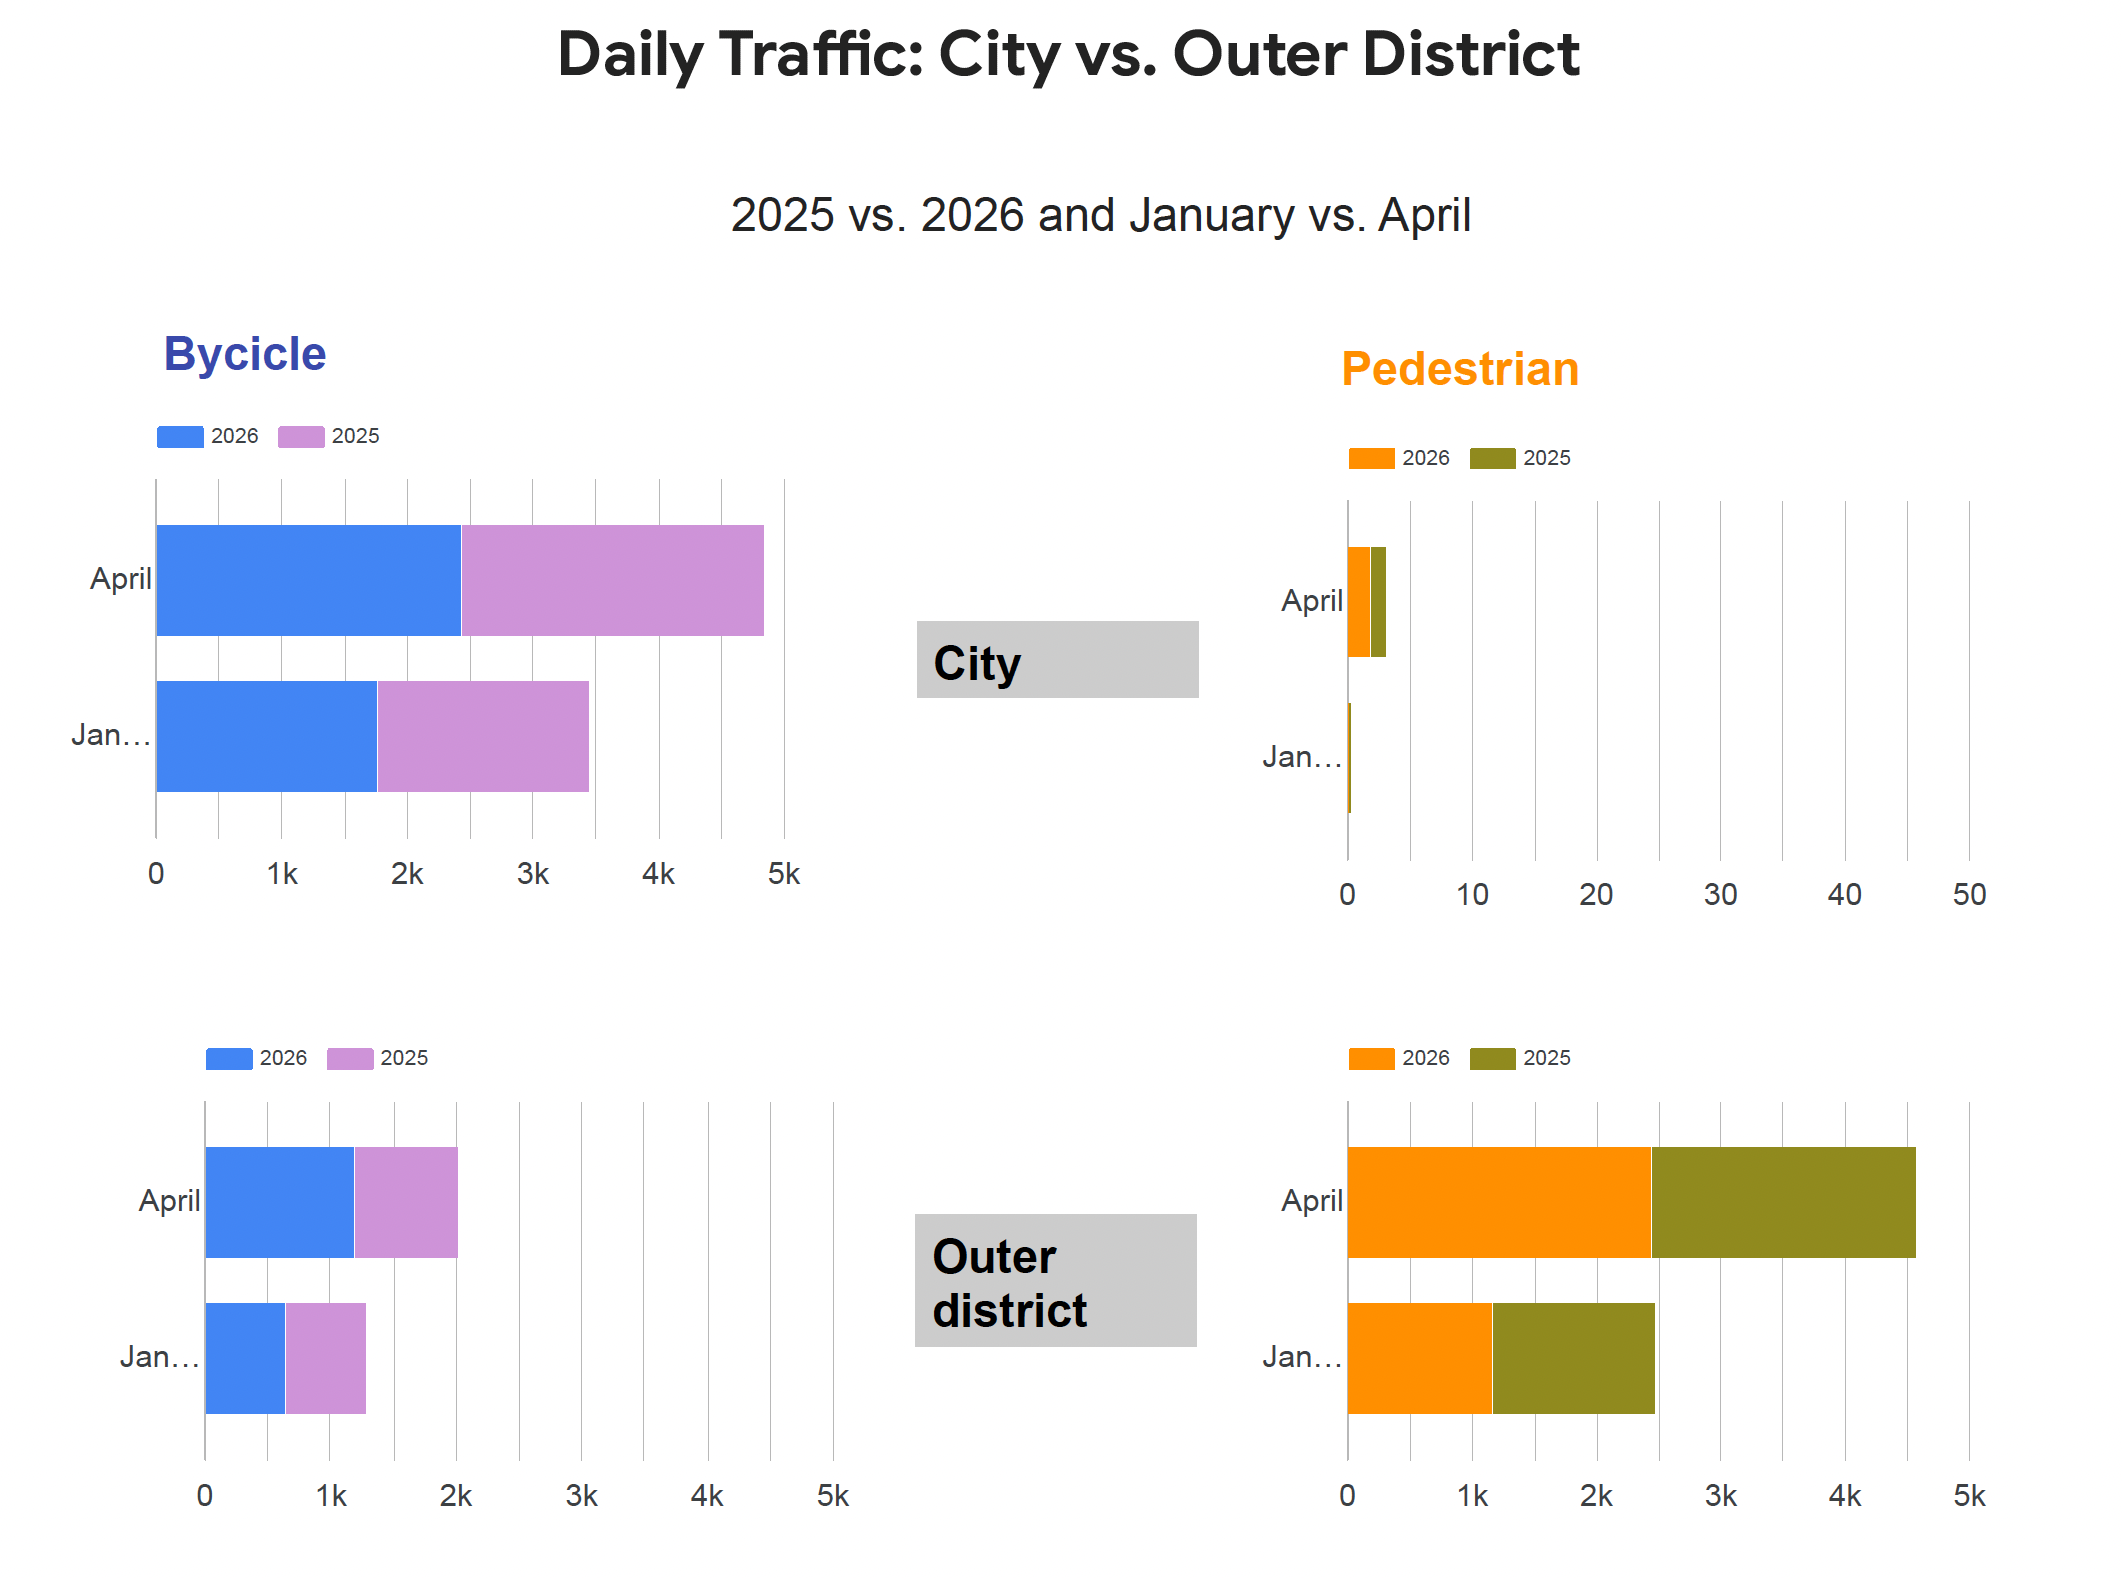 Daily Traffic: City vs. Outer District
2025 vs. 2026 and January vs. April
Bycicle
2026 2025
April
Jan…
0 1k 2k 3k 4k 5k
City
Pedestrian
2026 2025
April
Jan…
0 10 20 30 40 50
2026 2025
April
Jan…
0 1k 2k 3k 4k 5k
Outer
district
2026 2025
April
Jan…
0 1k 2k 3k 4k 5k